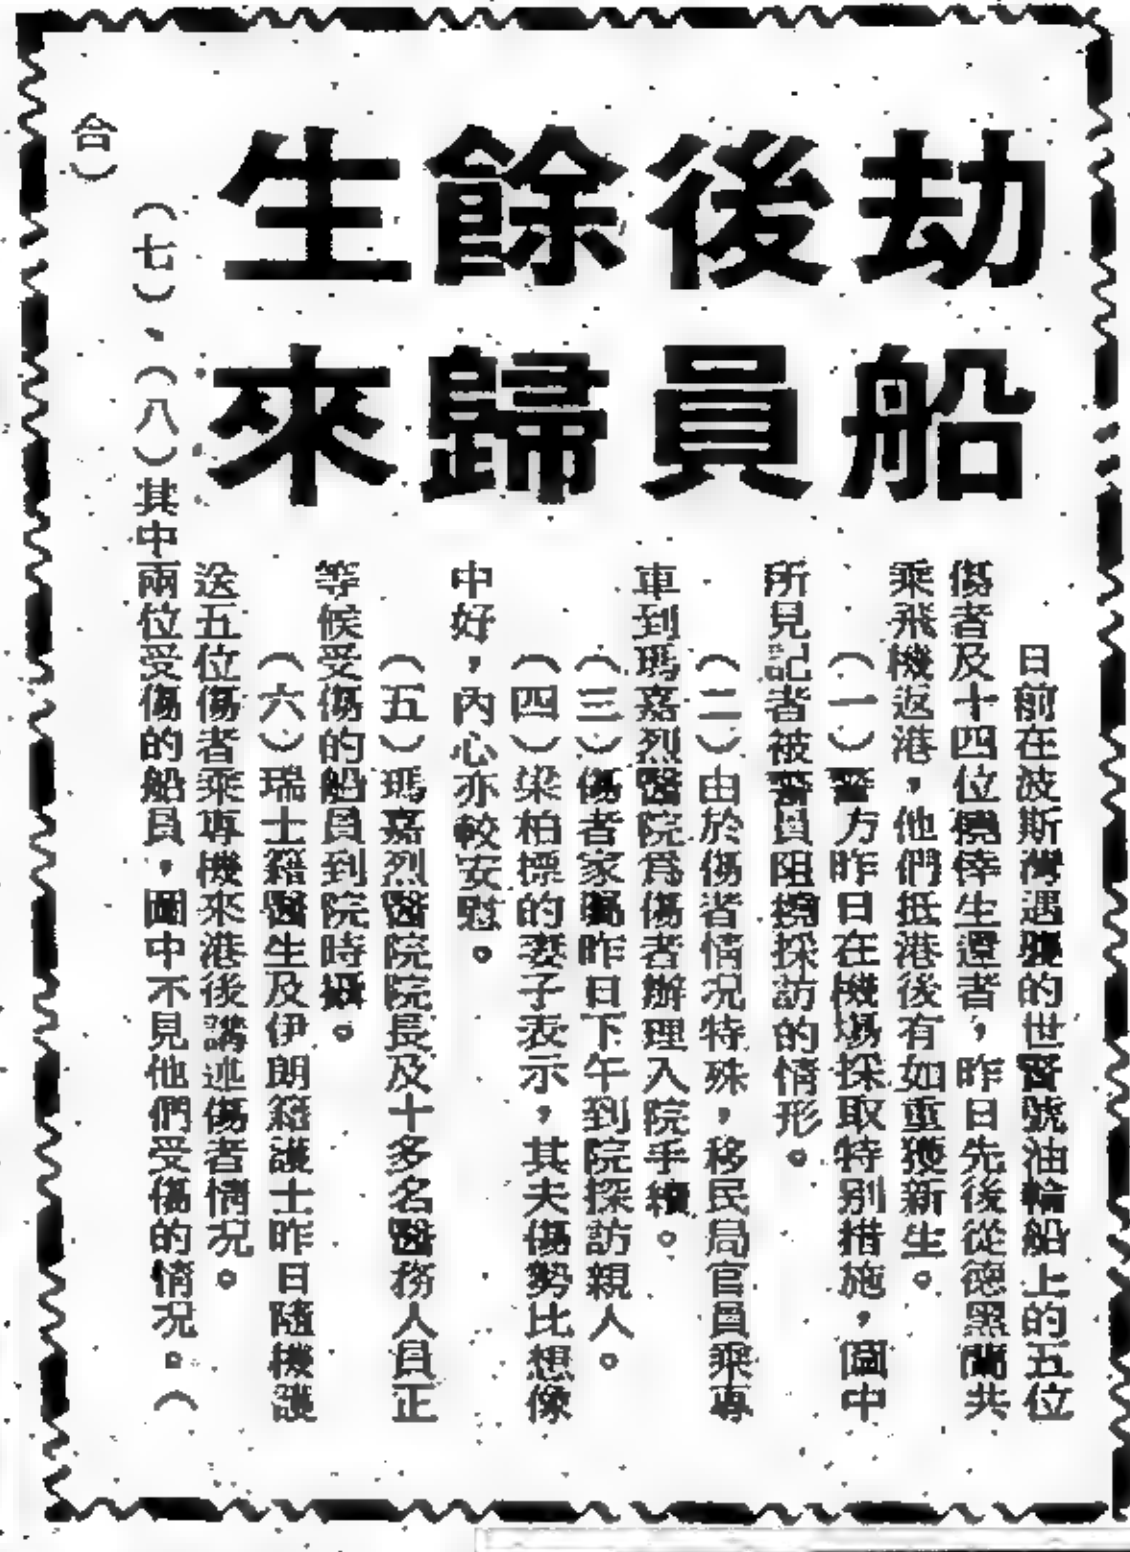 劫後餘生
船員歸來
日前在波斯灣遇襲的世賢號油輪船上的五位
傷者及十四位僥倖生還者，昨日先後從德黑蘭共
乘飛機返港，他們抵港後有如重獲新生。
（一）警方昨日在機場採取特別措施，圖中
所見記者被警員阻攔採訪的情形。
（二）由於傷者情況特殊，移民局官員乘專
車到瑪嘉烈醫院爲傷者辦理入院手續。
（三）傷者家屬昨日下午到院探訪親人。
（四）梁柏標的妻子表示，其夫傷勢比想像
中好，內心亦較安慰。
（五）瑪嘉烈醫院院長及十多名醫務人員正
等候受傷的船員到院時攝。
（六）瑞士籍醫生及伊朗籍護士昨日隨機護
送五位傷者乘專機來港後講述傷者情況。
（七）、（八）其中兩位受傷的船員，圖中不見他們受傷的情況。（
合）